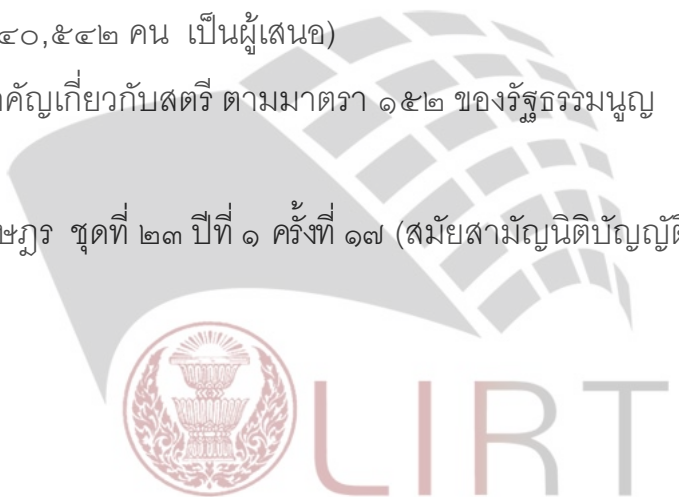 ๔๐,๕๔๒ คน เป็นผู้เสนอ)
คัญเกี่ยวกับสตรี ตามมาตรา ๑๕๒ ของรัฐธรรมนูญ
ษฎร ชุดที่ ๒๓ ปีที่ ๑ ครั้งที่ ๑๗ (สมัยสามัญนิติบัญญัติ
LIRT